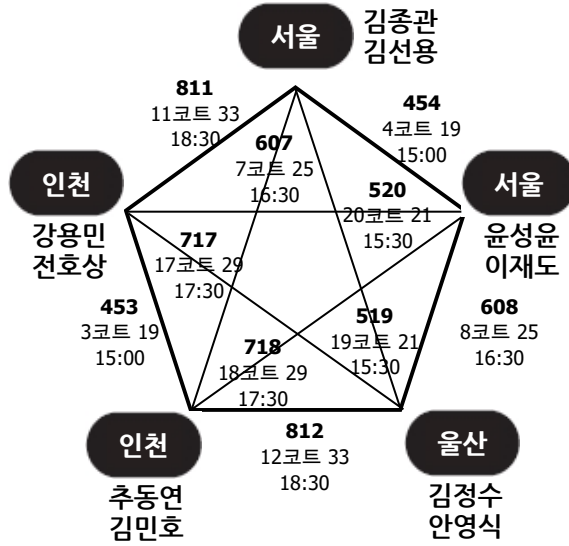 서울
김종관
김선용
811
11코트 33
18:30
454
4코트 19
15:00
607
7코트 25
16:30
인천
강용민
전호상
520
20코트 21
15:30
서울
윤성윤
이재도
717
17코트 29
17:30
453
3코트 19
15:00
519
19코트 21
15:30
608
8코트 25
16:30
718
18코트 29
17:30
인천
추동연
김민호
812
12코트 33
18:30
울산
김정수
안영식